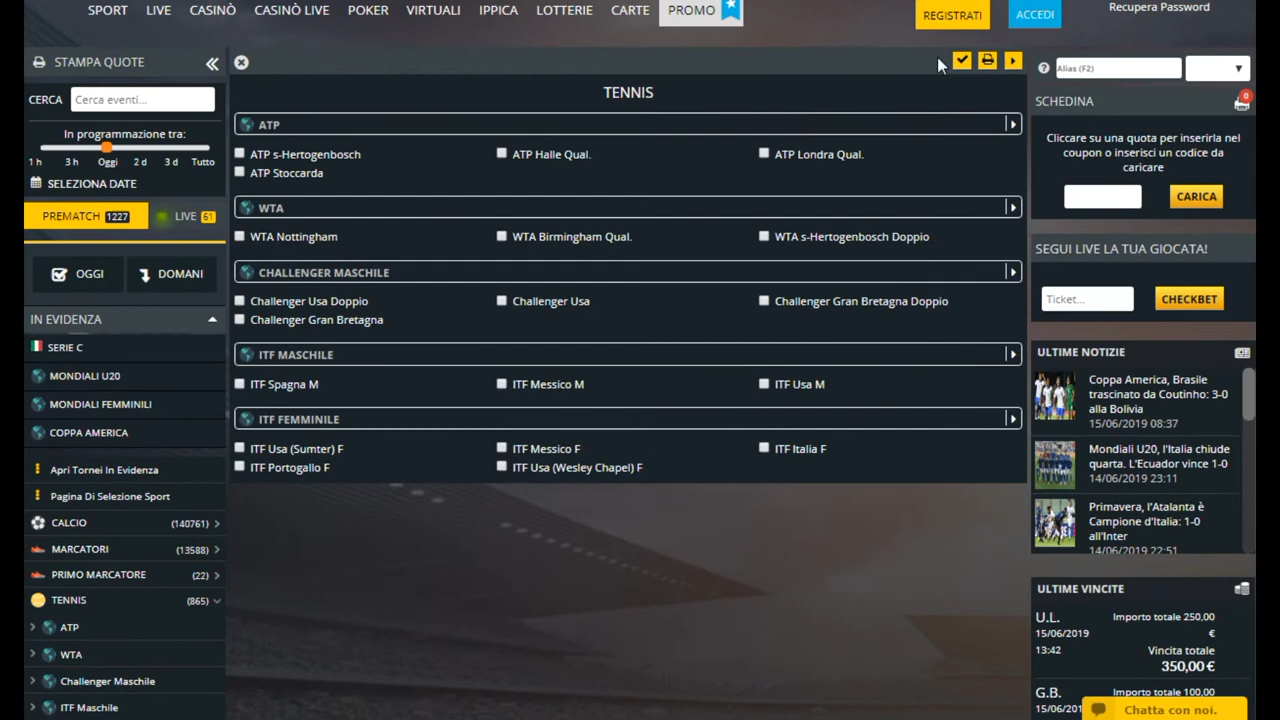 SPORT LIVE CASINÒ CASINÒ LIVE POKER VIRTUALI IPPICA LOTTERIE CARTE PROMO
REGISTRATI ACCEDI Recupera Password
STAMPA QUOTE
CERCA Cerca eventi...
In programmazione tra:
1 h 3 h Oggi 2 d 3 d Tutto
SELEZIONA DATE
PREMATCH 1227 LIVE 61
OGGI DOMANI
IN EVIDENZA
SERIE C
MONDIALI U20
MONDIALI FEMMINILI
COPPA AMERICA
Apri Tornei In Evidenza
Pagina Di Selezione Sport
CALCIO (140761)
MARCATORI (13588)
PRIMO MARCATORE (22)
TENNIS (865)
ATP
WTA
Challenger Maschile
ITF Maschile
TENNIS
ATP
ATP s-Hertogenbosch ATP Halle Qual. ATP Londra Qual.
ATP Stoccarda
WTA
WTA Nottingham WTA Birmingham Qual. WTA s-Hertogenbosch Doppio
CHALLENGER MASCHILE
Challenger Usa Doppio Challenger Usa Challenger Gran Bretagna Doppio
Challenger Gran Bretagna
ITF MASCHILE
ITF Spagna M ITF Messico M ITF Usa M
ITF FEMMINILE
ITF Usa (Sumter) F ITF Messico F ITF Italia F
ITF Portogallo F ITF Usa (Wesley Chapel) F
Alias (F2)
SCHEDINA 0
Cliccare su una quota per inserirla nel
coupon o inserisci un codice da
caricare
CARICA
SEGUI LIVE LA TUA GIOCATA!
Ticket... CHECKBET
ULTIME NOTIZIE
Coppa America, Brasile
trascinato da Coutinho: 3-0
alla Bolivia
15/06/2019 08:37
Mondiali U20, l'Italia chiude
quarta. L'Ecuador vince 1-0
14/06/2019 23:11
Primavera, l'Atalanta è
Campione d'Italia: 1-0
all'Inter
14/06/2019 22:51
ULTIME VINCITE
U.L. Importo totale 250,00
15/06/2019 €
13:42 Vincita totale
350,00 €
G.B. Importo totale 100,00
15/06/201
Chatta con noi.